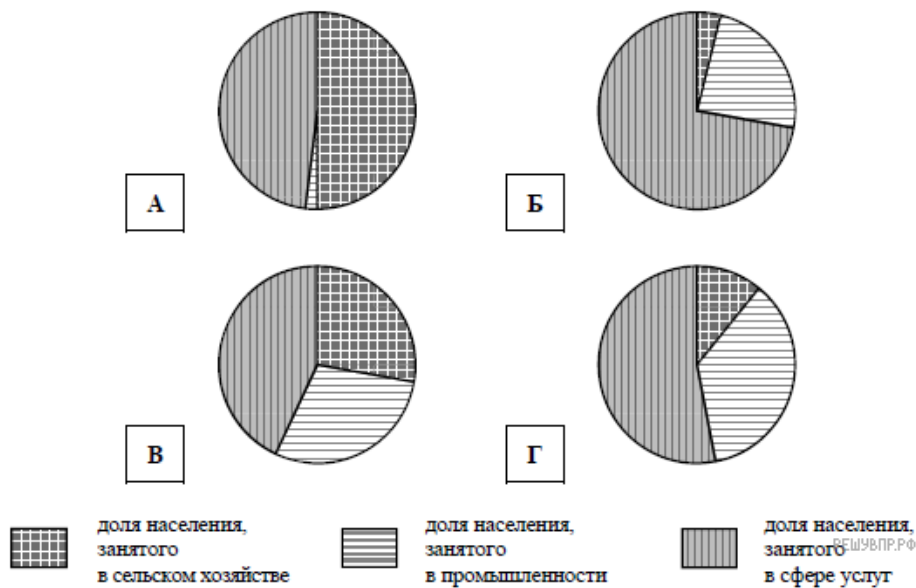 А
Б
В
Г
доля населения,
занятого
в сельском хозяйстве
доля населения,
занятого
в промышленности
доля населения,
занятого
в сфере услуг
РЕШУВПР.РФ